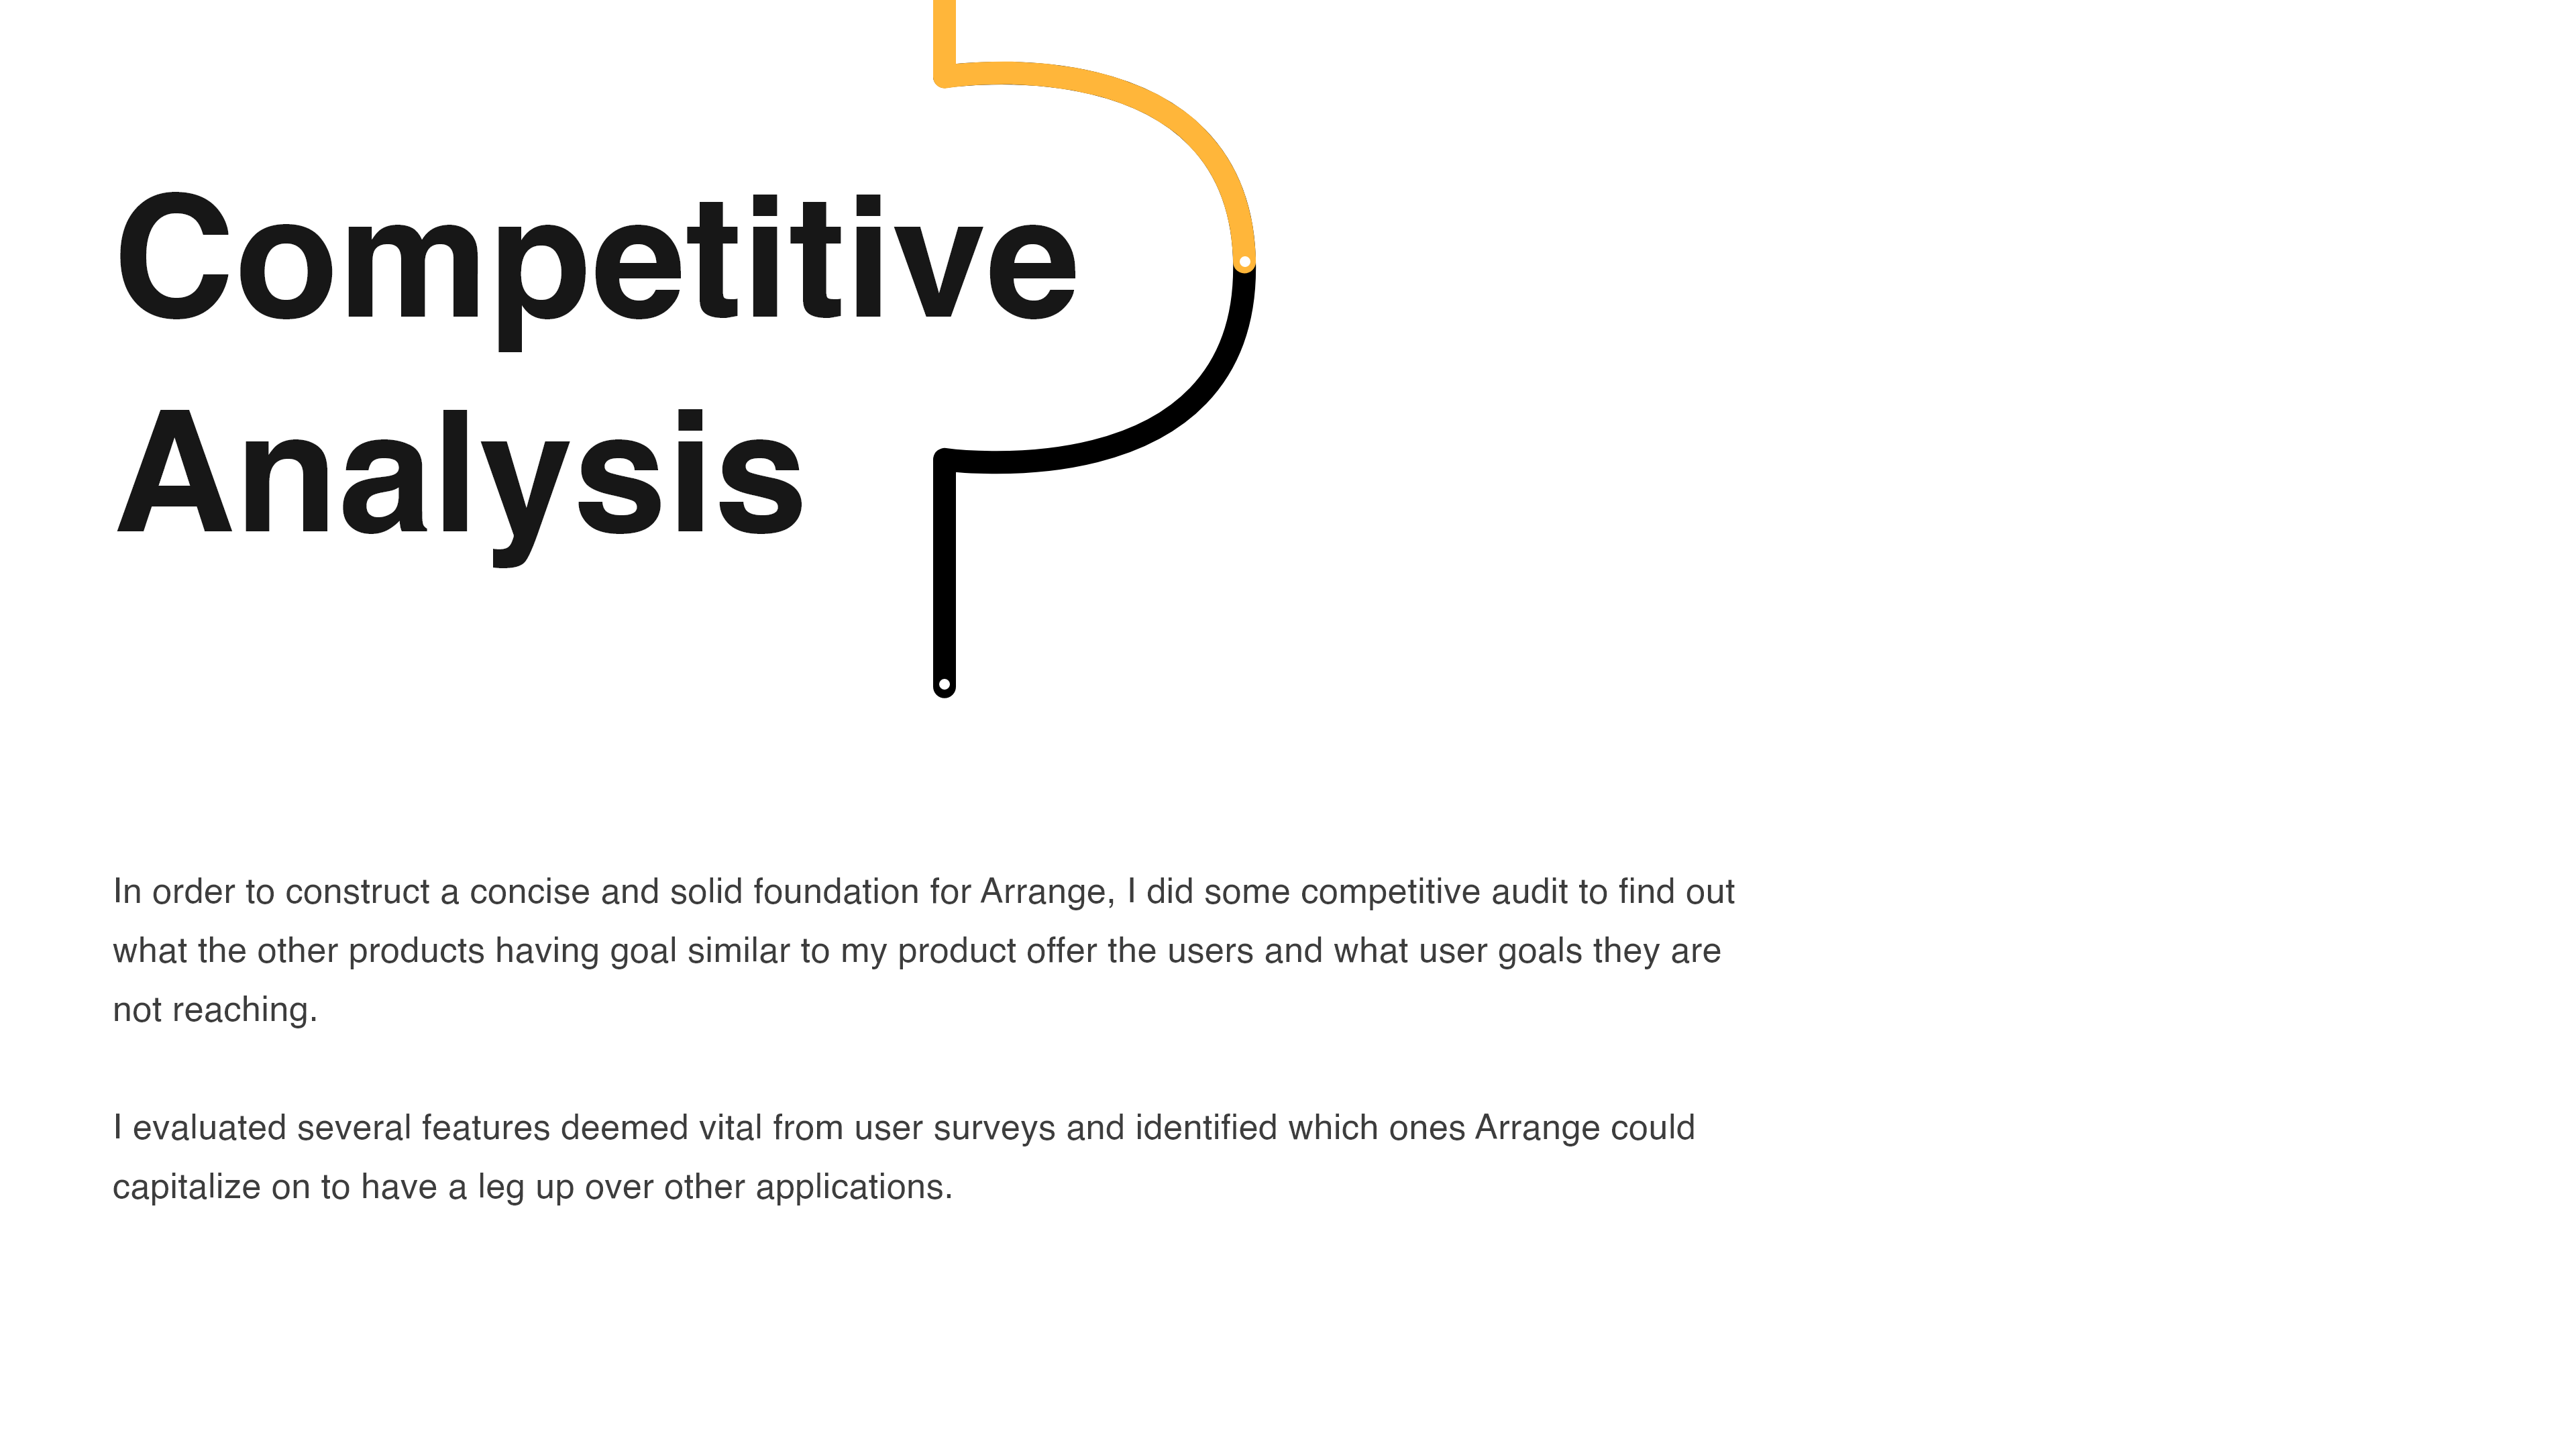 Competitive
Analysis
In order to construct a concise and solid foundation for Arrange, I did some competitive audit to find out
what the other products having goal similar to my product offer the users and what user goals they are
not reaching.
I evaluated several features deemed vital from user surveys and identified which ones Arrange could
capitalize on to have a leg up over other applications.